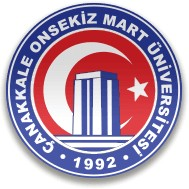 ÇANAKKALE ONSEKİZ MART ÜNİVERSİTESİ
• 1992 •